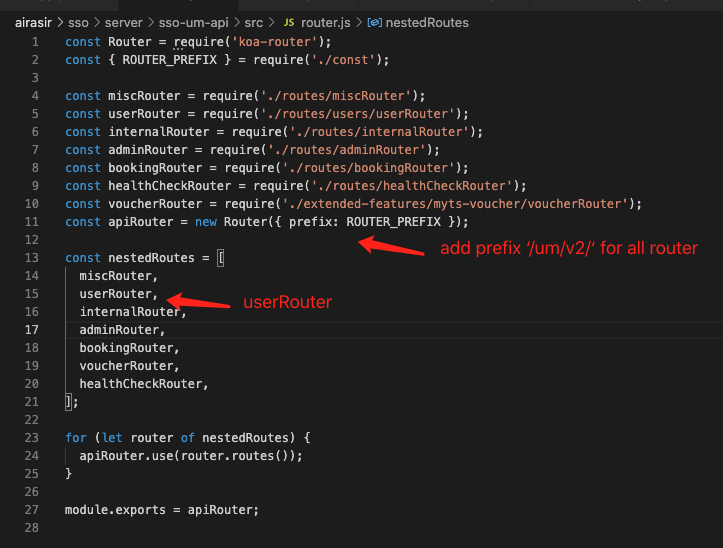 airasir > sso > server > sso-um-api > src > JS router.js > nestedRoutes
1 const Router = require('koa-router');
2 const { ROUTER_PREFIX } = require('./const');
3
4 const miscRouter = require('./routes/miscRouter');
5 const userRouter = require('./routes/users/userRouter');
6 const internalRouter = require('./routes/internalRouter');
7 const adminRouter = require('./routes/adminRouter');
8 const bookingRouter = require('./routes/bookingRouter');
9 const healthCheckRouter = require('./routes/healthCheckRouter');
10 const voucherRouter = require('./extended-features/myts-voucher/voucherRouter');
11 const apiRouter = new Router({ prefix: ROUTER_PREFIX });
12
add prefix ‘/um/v2/‘ for all router
13 const nestedRoutes = [
14 miscRouter,
15 userRouter,
userRouter
16 internalRouter,
17 adminRouter,
18 bookingRouter,
19 voucherRouter,
20 healthCheckRouter,
21 ];
22
23 for (let router of nestedRoutes) {
24 apiRouter.use(router.routes());
25 }
26
27 module.exports = apiRouter;
28